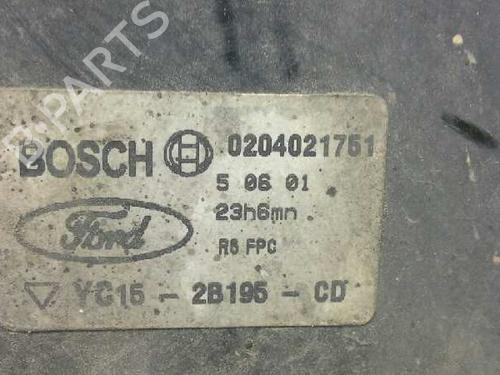 B-PARTS
BOSCH 0204021751
5 06 01
23h6mn
Ford
R6 FPC
YC15 - 2B195 - CD